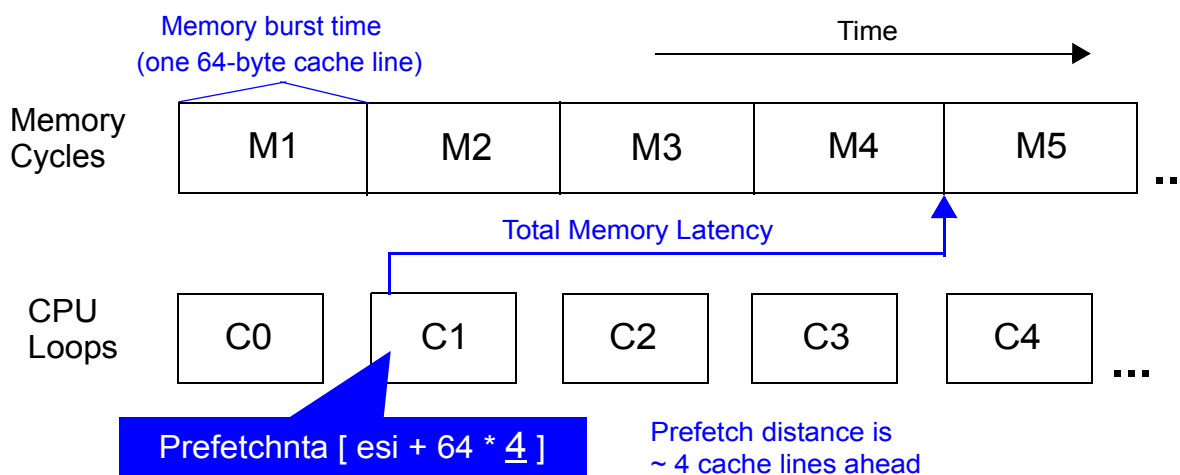 Memory burst time
(one 64-byte cache line)
Time
Memory
Cycles
M1 M2 M3 M4 M5 ..
Total Memory Latency
CPU
Loops
C0 C1 C2 C3 C4 ...
Prefetchnta [ esi + 64 * 4 ]
Prefetch distance is
~ 4 cache lines ahead